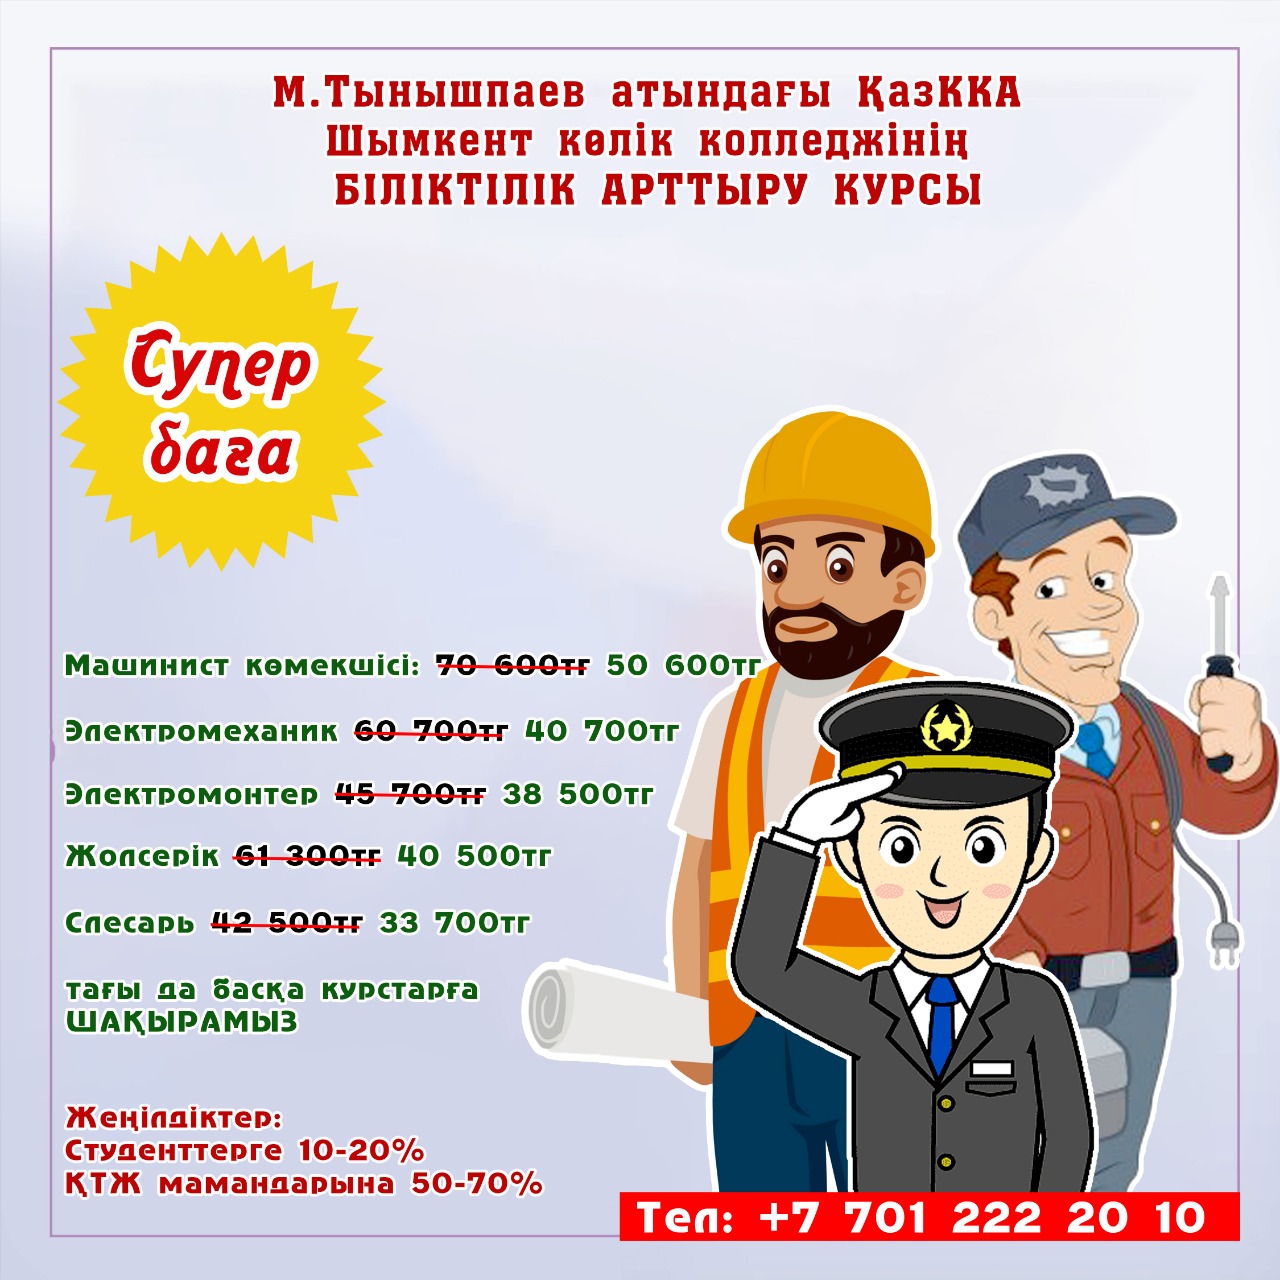 М.Тынышпаев атындағы ҚазККА
Шымкент көлік колледжінің
БІЛІКТІЛІК АРТТЫРУ КУРСЫ
Супер
баға
Машинист көмекшісі: 70 600тг 50 600тг
Электромеханик 60 700тг 40 700тг
Электромонтер 45 700тг 38 500тг
Жолсерік 61 300тг 40 500тг
Слесарь 42 500тг 33 700тг
тағы да басқа курстарға
ШАҚЫРАМЫЗ
Жеңілдіктер:
Студенттерге 10-20%
ҚТЖ мамандарына 50-70%
Тел: +7 701 222 20 10